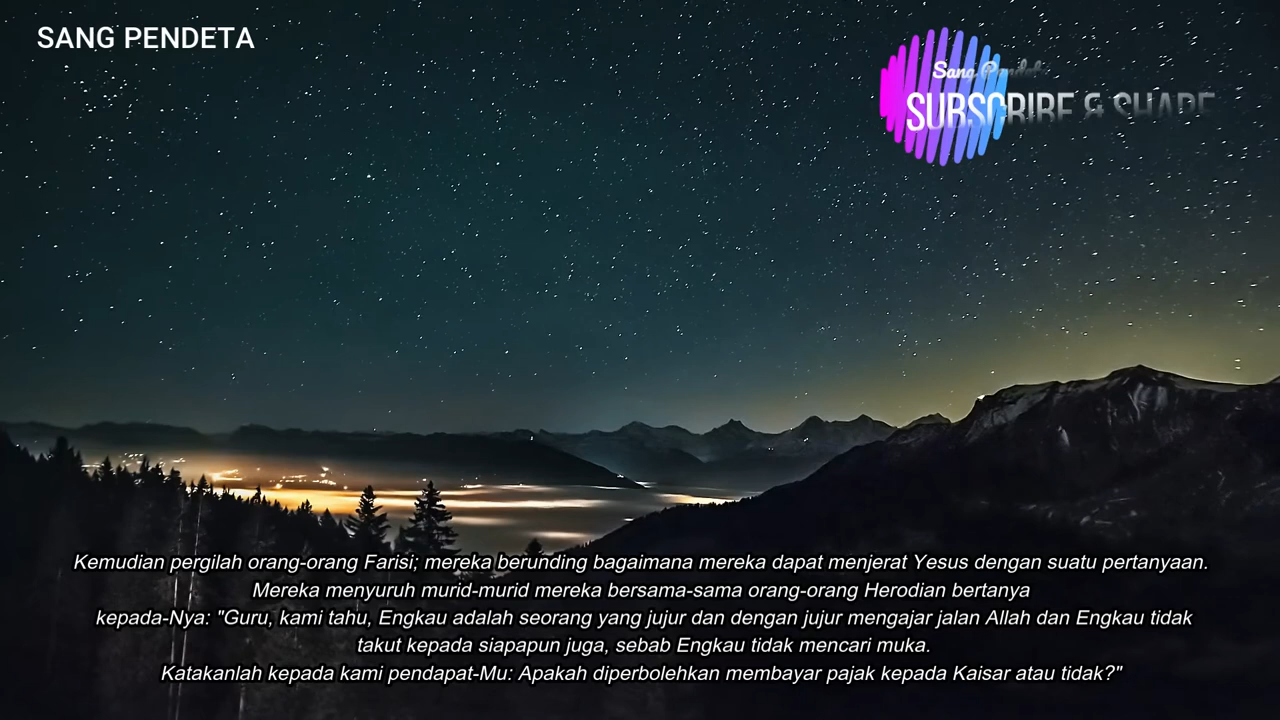 SANG PENDETA
Sang Pendeta
SUBSCRIBE & SHARE
Kemudian pergilah orang-orang Farisi; mereka berunding bagaimana mereka dapat menjerat Yesus dengan suatu pertanyaan.
Mereka menyuruh murid-murid mereka bersama-sama orang-orang Herodian bertanya
kepada-Nya: "Guru, kami tahu, Engkau adalah seorang yang jujur dan dengan jujur mengajar jalan Allah dan Engkau tidak
takut kepada siapapun juga, sebab Engkau tidak mencari muka.
Katakanlah kepada kami pendapat-Mu: Apakah diperbolehkan membayar pajak kepada Kaisar atau tidak?"